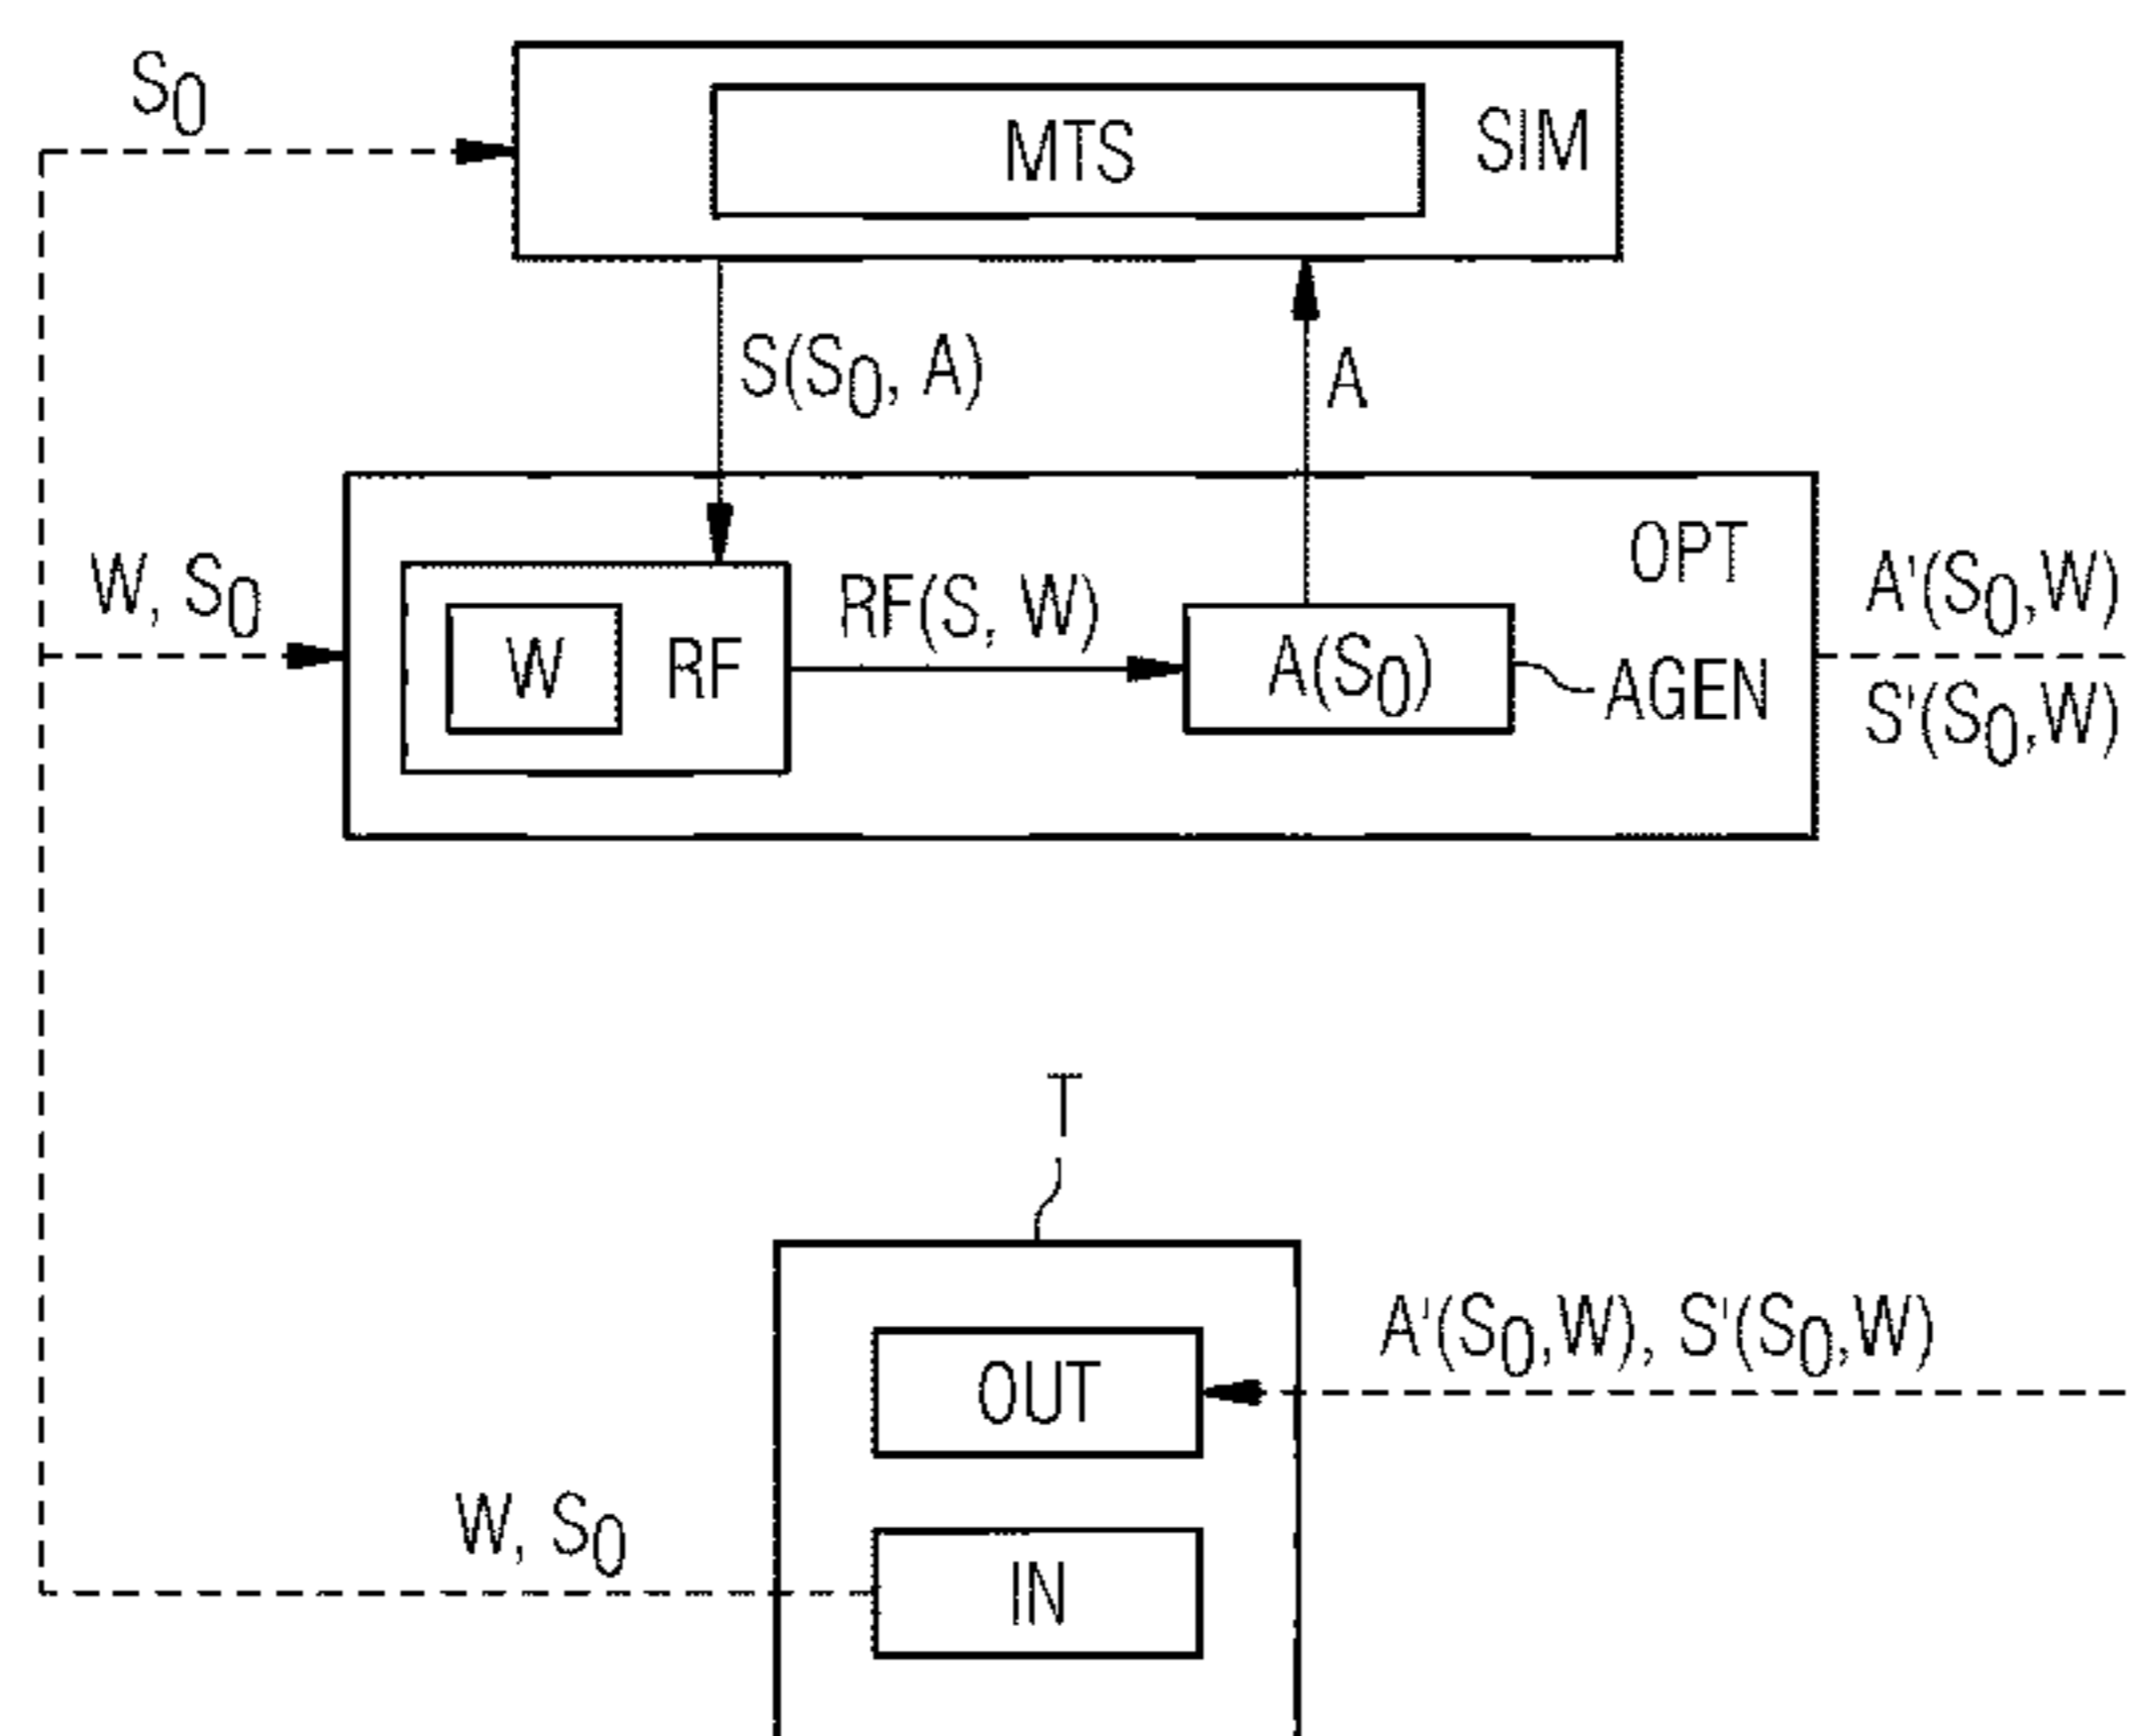 S0
MTS
SIM
S(S0, A)
A
W, S0
OPT
W
RF
RF(S, W)
A(S0)
AGEN
A'(S0,W)
S'(S0,W)
T
OUT
A'(S0,W), S'(S0,W)
W, S0
IN